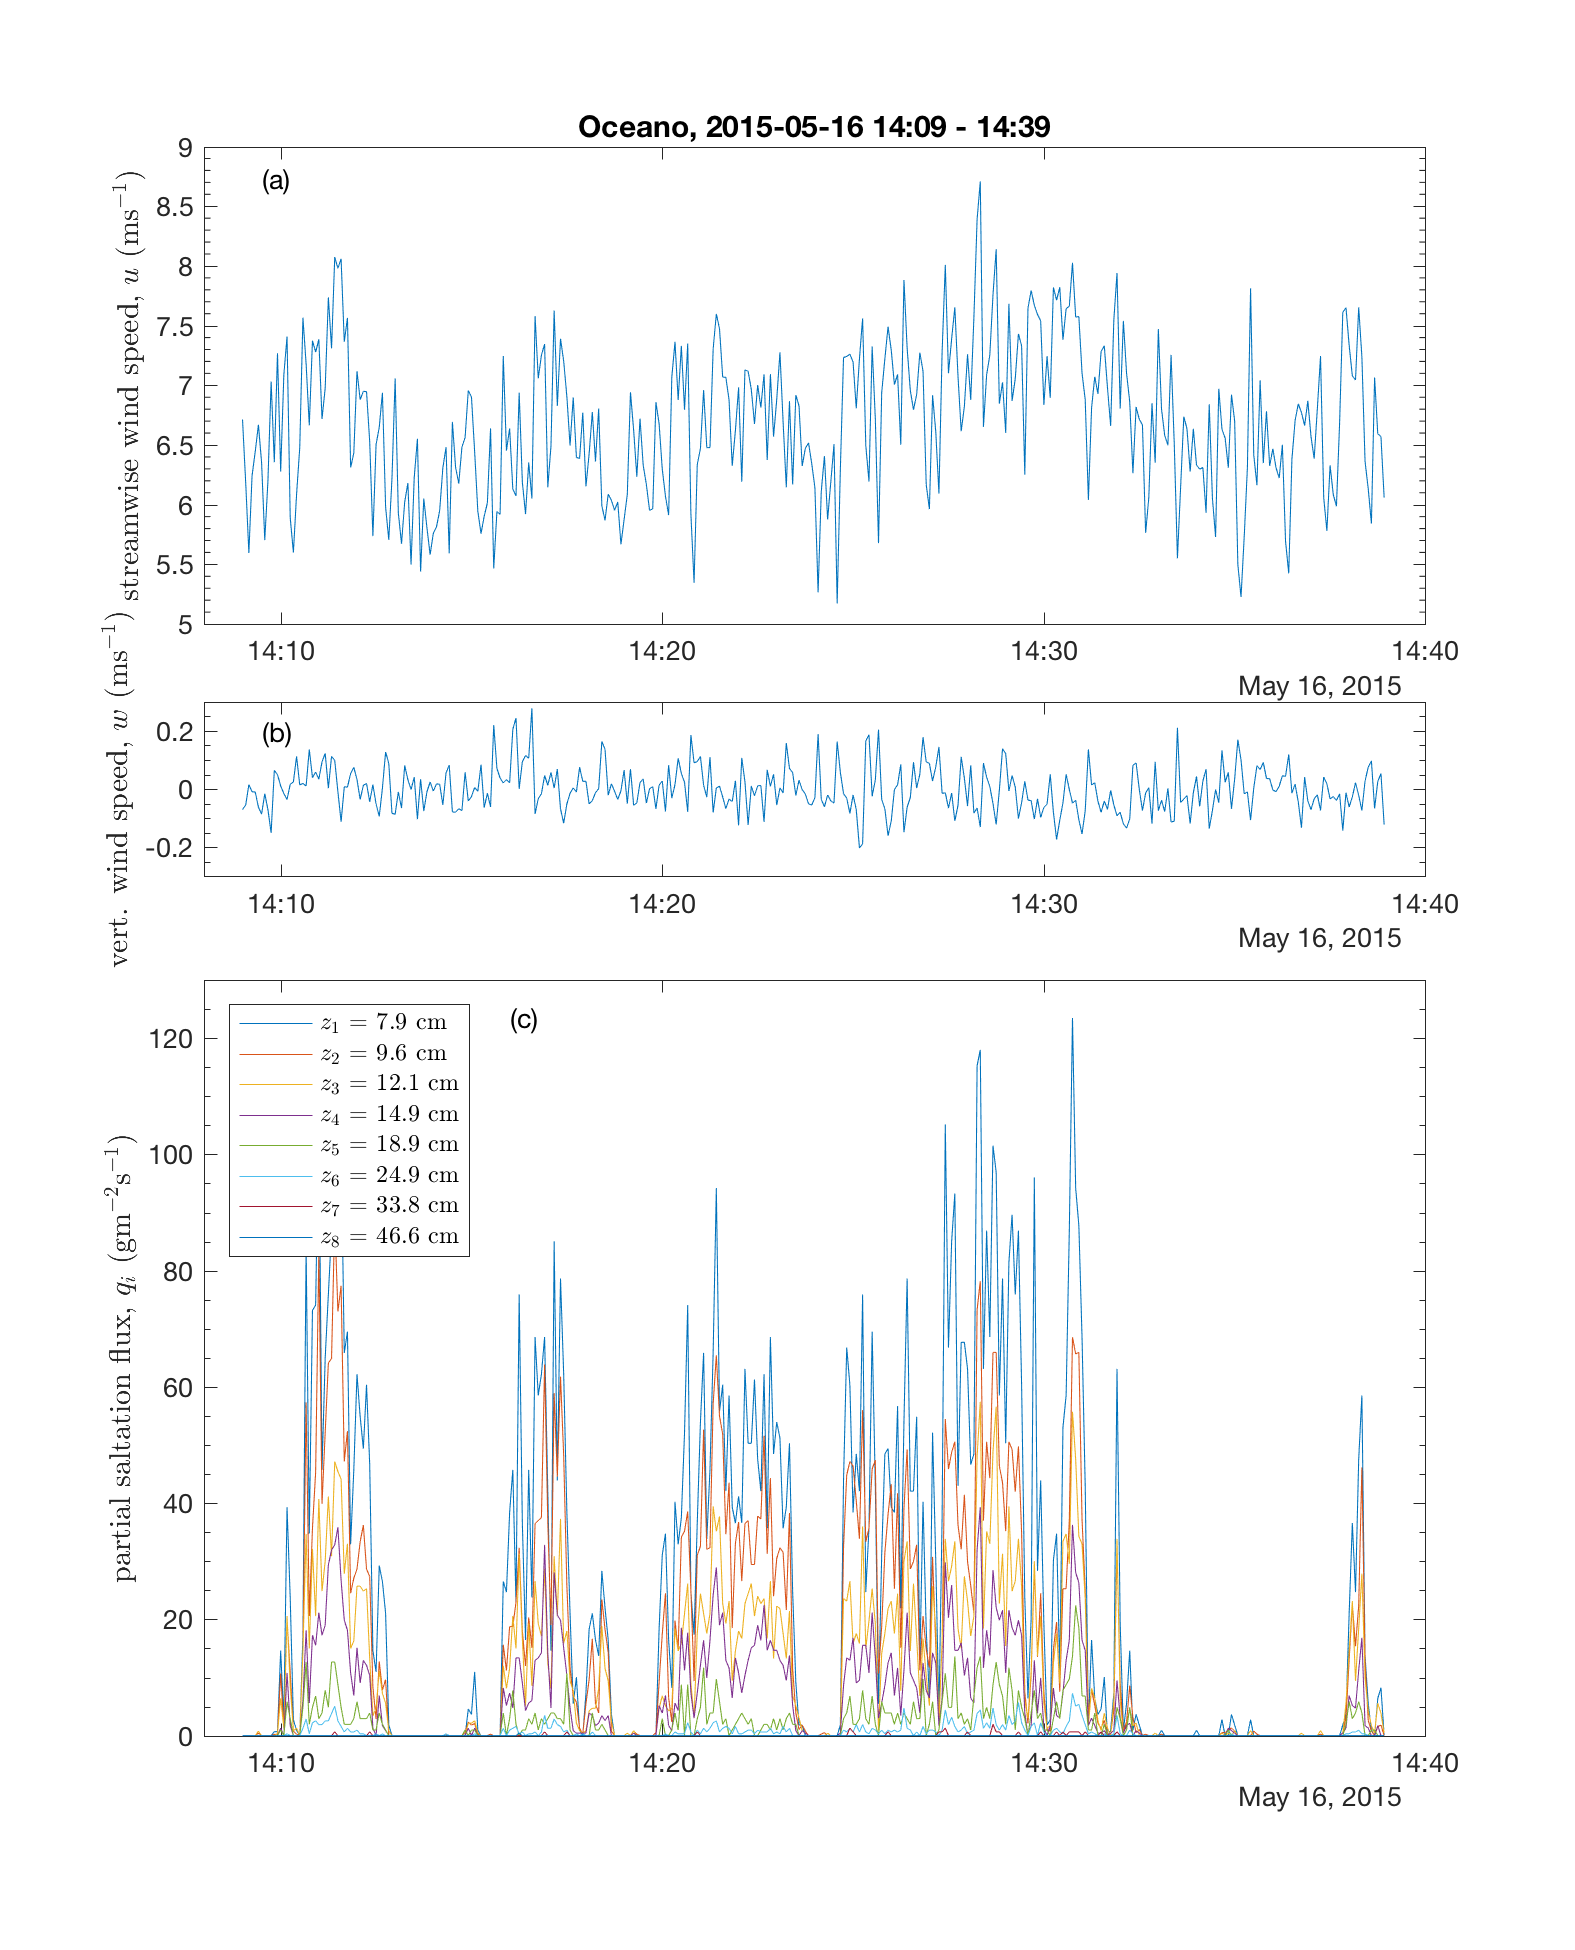 Oceano, 2015-05-16 14:09 - 14:39
(a)
streamwise wind speed, u (ms⁻¹)
9
8.5
8
7.5
7
6.5
6
5.5
5
14:10 14:20 14:30 14:40
May 16, 2015
(b)
vert. wind speed, w (ms⁻¹)
0.2
0
-0.2
14:10 14:20 14:30 14:40
May 16, 2015
(c)
partial saltation flux, qᵢ (gm⁻²s⁻¹)
z₁ = 7.9 cm
z₂ = 9.6 cm
z₃ = 12.1 cm
z₄ = 14.9 cm
z₅ = 18.9 cm
z₆ = 24.9 cm
z₇ = 33.8 cm
z₈ = 46.6 cm
120
100
80
60
40
20
0
14:10 14:20 14:30 14:40
May 16, 2015